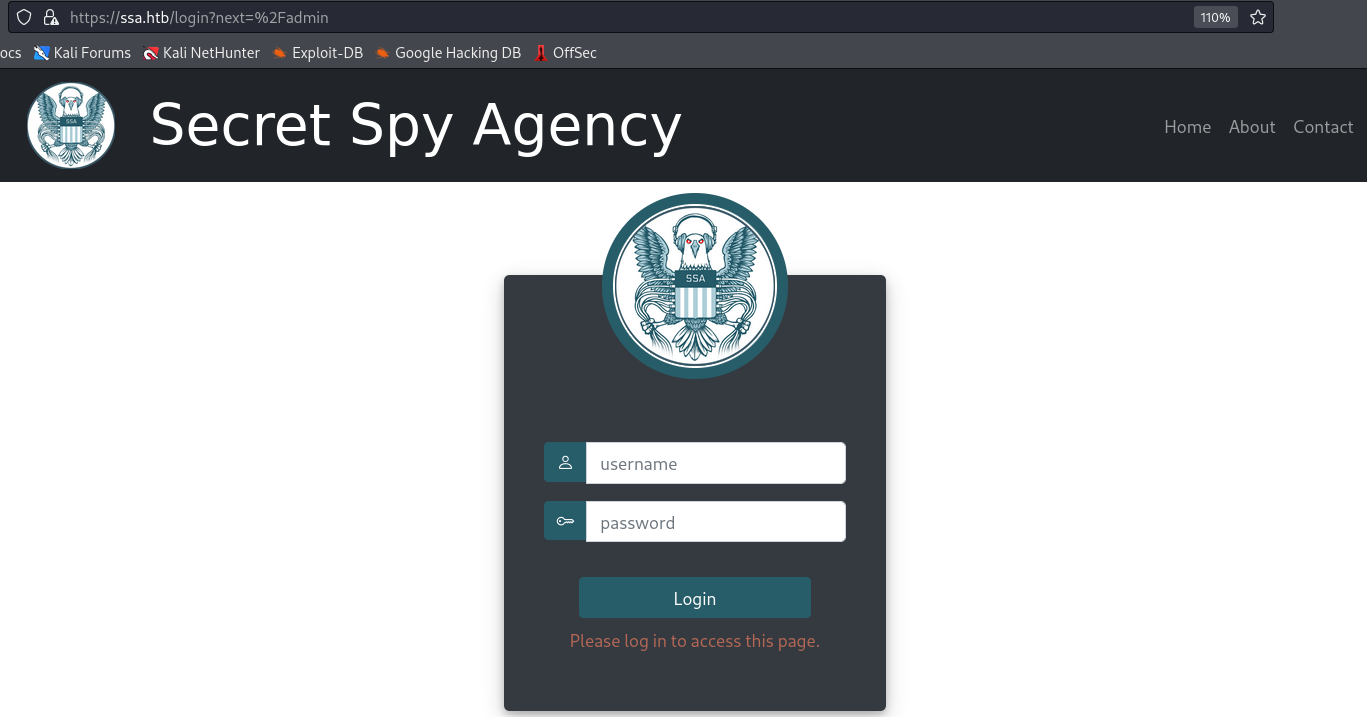 https://ssa.htb/login?next=%2Fadmin 110%
ocs Kali Forums Kali NetHunter Exploit-DB Google Hacking DB OffSec
SSA
Secret Spy Agency
Home About Contact
SSA
username
password
Login
Please log in to access this page.